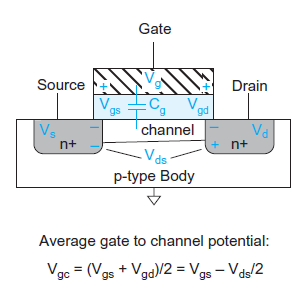 Gate
Source
Vg
Drain
+
+
Vgs
Cg
Vgd
Vs
–
channel
–
Vd
n+
–
+
n+
Vds
p-type Body
Average gate to channel potential:
Vgc = (Vgs + Vgd)/2 = Vgs – Vds/2